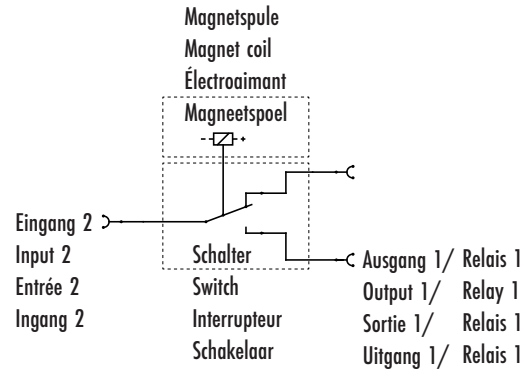 Magnetspule
Magnet coil
Électroaimant
Magneetspoel
- +
Eingang 2
Input 2
Entrée 2
Ingang 2
Schalter
Switch
Interrupteur
Schakelaar
Ausgang 1/ Relais 1
Output 1/ Relay 1
Sortie 1/ Relais 1
Uitgang 1/ Relais 1